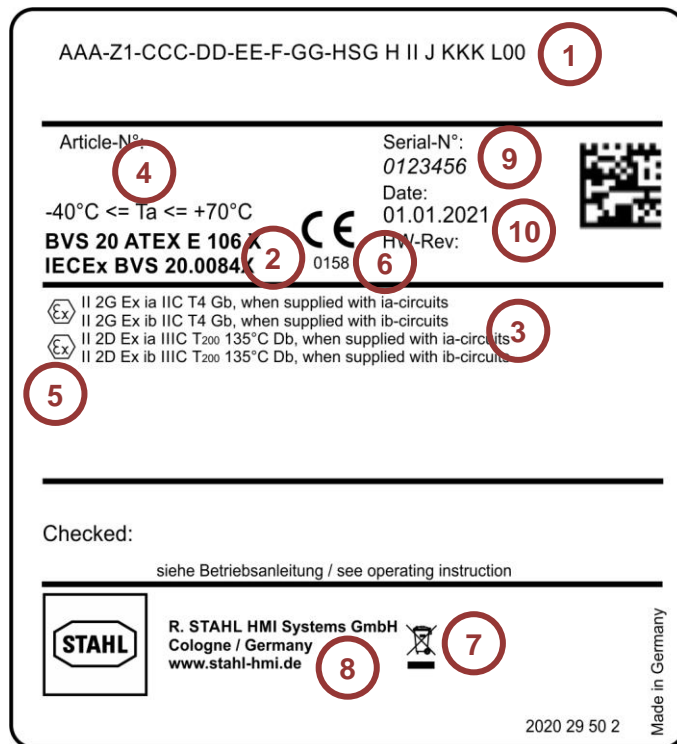 AAA-Z1-CCC-DD-EE-F-GG-HSG H II J KKK L00
1
Article-N°:
4
Serial-N°:
0123456
9
Date:
01.01.2021
10
HW-Rev:
-40°C <= Ta <= +70°C
BVS 20 ATEX E 106 X
IECEx BVS 20.0084X
2
CE
0158
6
Ex II 2G Ex ia IIC T4 Gb, when supplied with ia-circuits
II 2G Ex ib IIC T4 Gb, when supplied with ib-circuits
Ex II 2D Ex ia IIIC T200 135°C Db, when supplied with ia-circuits
II 2D Ex ib IIIC T200 135°C Db, when supplied with ib-circuits
3
5
Checked:
siehe Betriebsanleitung / see operating instruction
STAHL
R. STAHL HMI Systems GmbH
Cologne / Germany
www.stahl-hmi.de
8
7
Made in Germany
2020 29 50 2